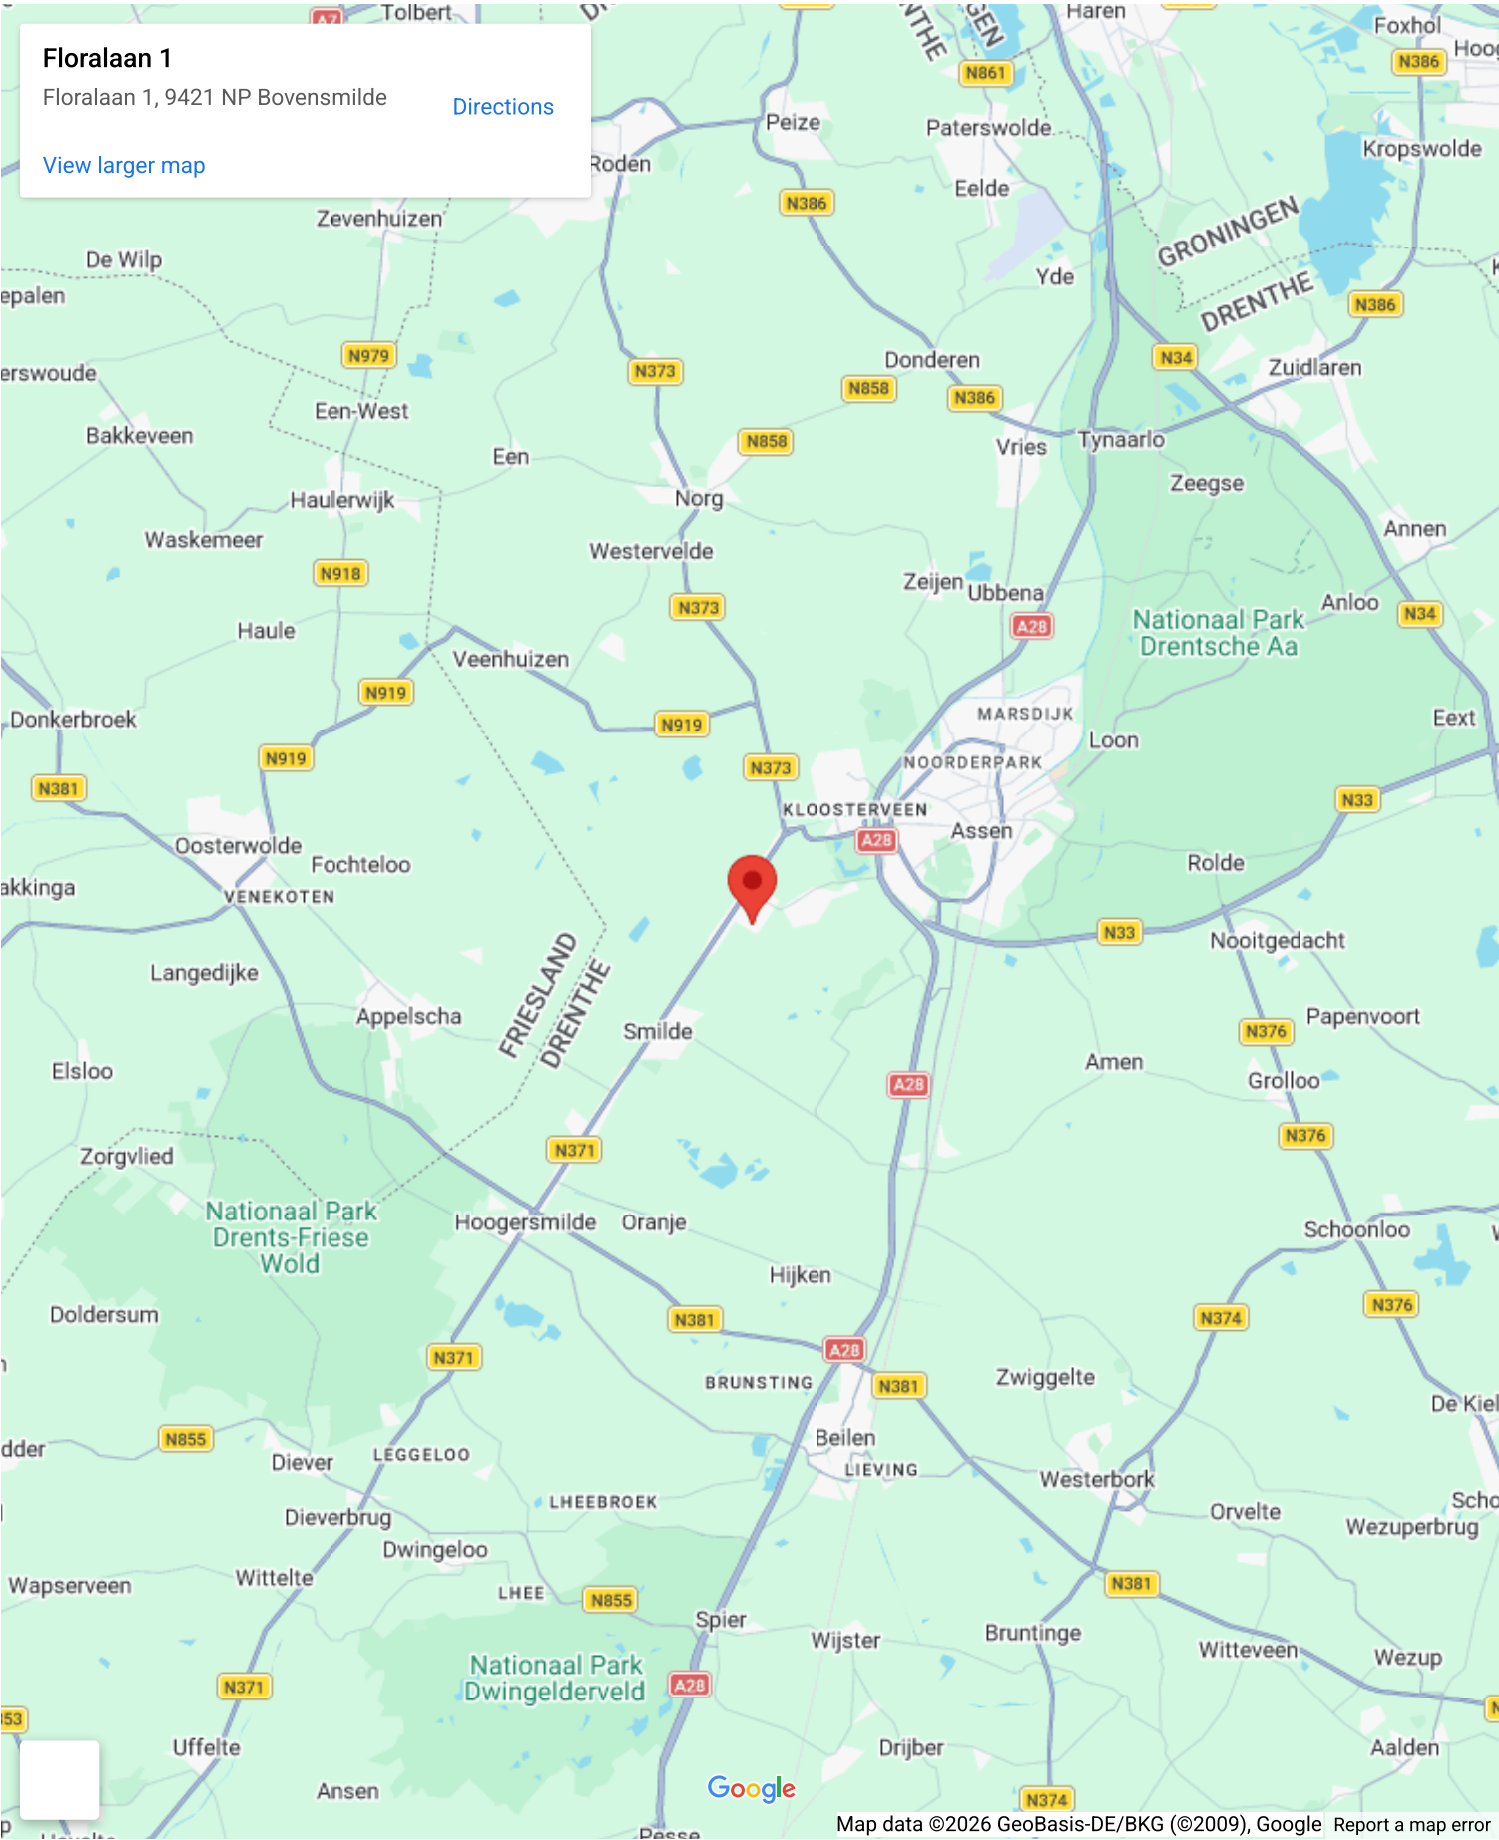 Tolbert
A7
Haren
Foxhol
N386
N861
Floralaan 1
Floralaan 1, 9421 NP Bovensmilde
Directions
View larger map
Peize
Paterswolde
Kropswolde
Roden
Eelde
N386
Zevenhuizen
GRONINGEN
De Wilp
Yde
DRENTHE
N386
N979
N373
Donderen
N34
Zuidlaren
N858
N386
Een-West
Bakkeveen
N858
Vries
Tynaarlo
Een
Zeegse
Haulerwijk
Norg
Annen
Waskemeer
Westervelde
N918
Zeijen
Ubbena
N373
Anloo
N34
Nationaal Park
Drentsche Aa
Haule
A28
Veenhuizen
N919
Donkerbroek
N919
MARSDIJK
Eext
Loon
N919
N373
NOORDERPARK
N381
N33
KLOOSTERVEEN
Assen
A28
Oosterwolde
Fochteloo
Rolde
VENEKOTEN
N33
Nooitgedacht
Langedijke
FRIESLAND
DRENTHE
Appelscha
Smilde
Papenvoort
N376
Elsloo
Amen
A28
Grolloo
N376
Zorgvlied
N371
Nationaal Park
Drents-Friese
Wold
Hoogersmilde
Oranje
Schoonloo
Hijken
Doldersum
N381
N374
N376
N371
A28
BRUNSTING
N381
Zwiggelte
N855
Beilen
Diever
LEGGELOO
LIEVING
Westerbork
LHEEBROEK
Orvelte
Dieverbrug
Wezuperbrug
Dwingeloo
Wapserveen
Wittelte
LHEE
N855
N381
Spier
Wijster
Bruntinge
Witteveen
Wezup
Nationaal Park
Dwingelderveld
N371
A28
Uffelte
Drijber
Aalden
Ansen
Google
N374
Map data ©2026 GeoBasis-DE/BKG (©2009), Google
Report a map error